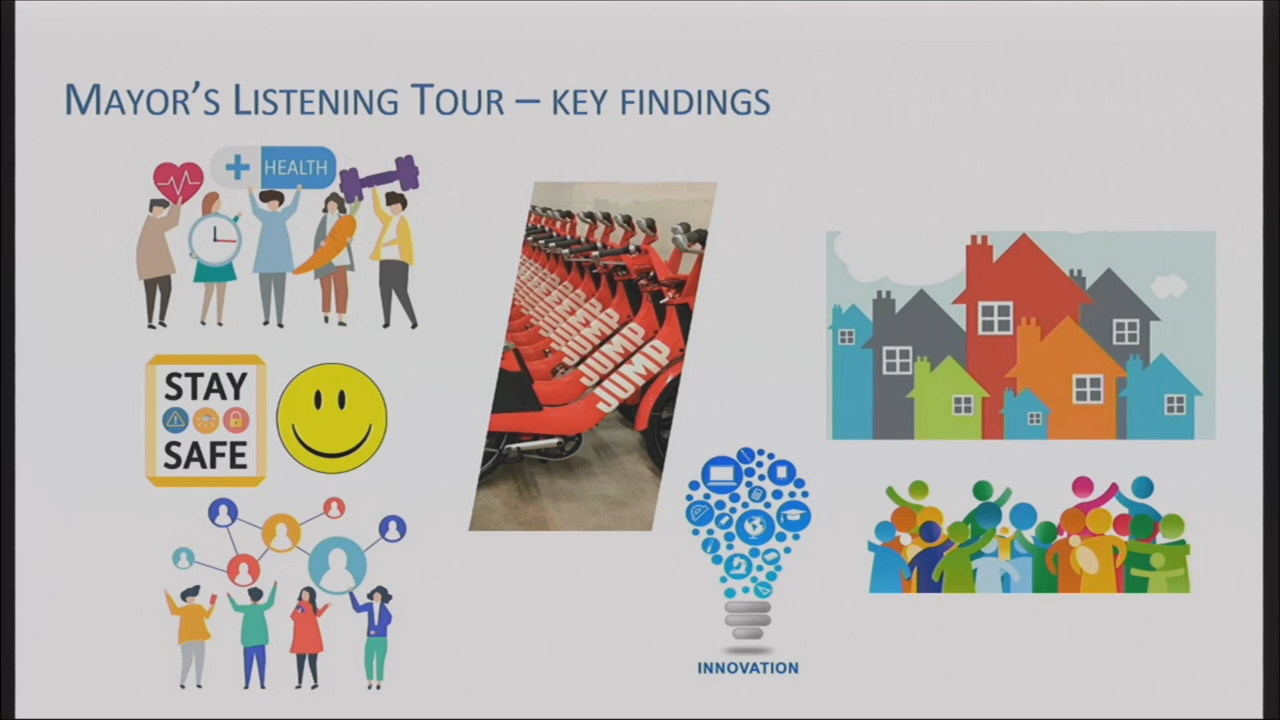 MAYOR'S LISTENING TOUR – KEY FINDINGS
HEALTH
STAY
SAFE
JUMP
JUMP
JUMP
INNOVATION